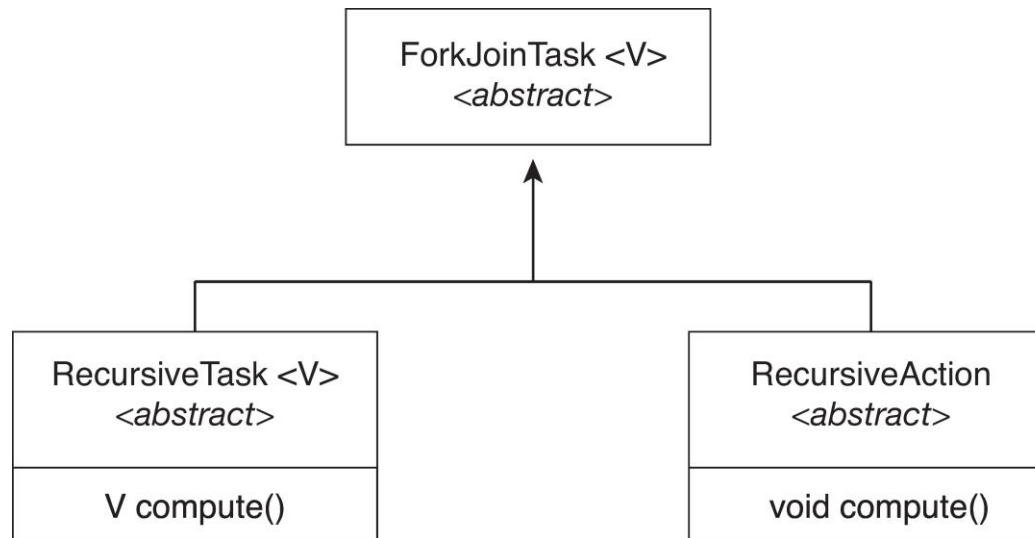 ForkJoinTask <V>
<abstract>
RecursiveTask <V>
<abstract>
V compute()
RecursiveAction
<abstract>
void compute()